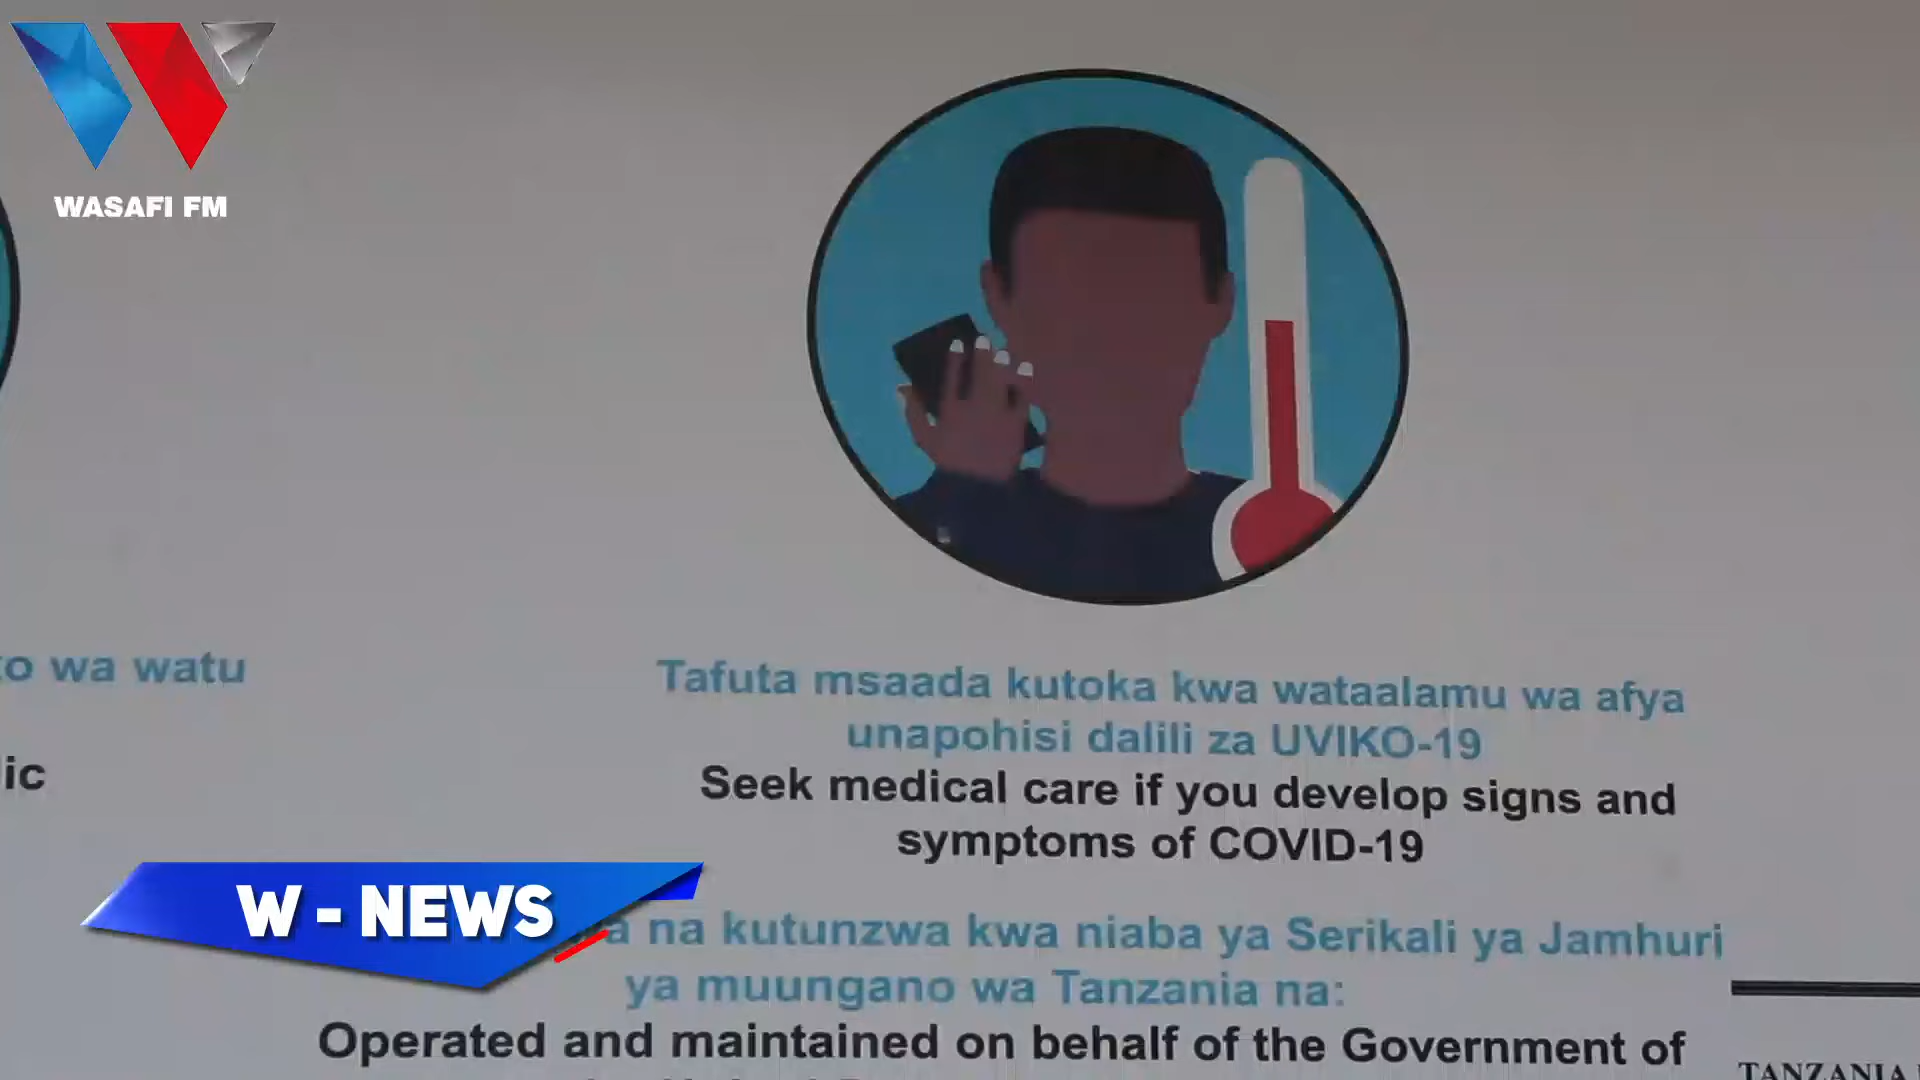 WASAFI FM
wa watu
Tafuta msaada kutoka kwa wataalamu wa afya
unapohisi dalili za UVIKO-19
ic
Seek medical care if you develop signs and
symptoms of COVID-19
W - NEWS
na kutunzwa kwa niaba ya Serikali ya Jamhuri
ya muungano wa Tanzania na:
Operated and maintained on behalf of the Government of
TANZANIA